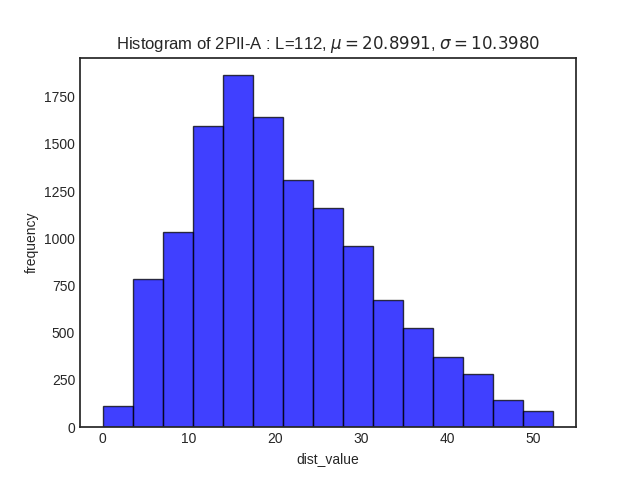 Histogram of 2PII-A : L=112, μ = 20.8991, σ = 10.3980
1750
1500
1250
1000
750
500
250
0
frequency
0 10 20 30 40 50
dist_value